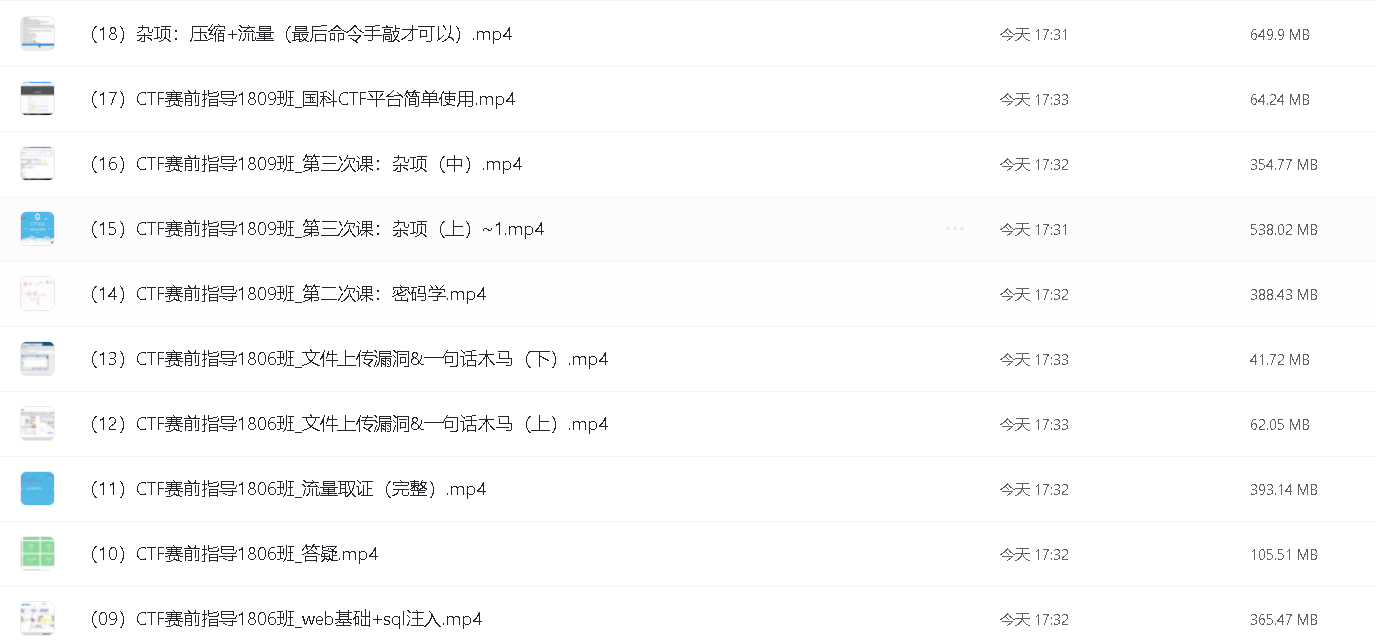 （18）杂项：压缩+流量（最后命令手敲才可以）.mp4 今天 17:31 649.9 MB
（17）CTF赛前指导1809班_国科CTF平台简单使用.mp4 今天 17:33 64.24 MB
（16）CTF赛前指导1809班_第三次课：杂项（中）.mp4 今天 17:32 354.77 MB
（15）CTF赛前指导1809班_第三次课：杂项（上）~1.mp4 ··· 今天 17:31 538.02 MB
（14）CTF赛前指导1809班_第二次课：密码学.mp4 今天 17:32 388.43 MB
（13）CTF赛前指导1806班_文件上传漏洞&一句话木马（下）.mp4 今天 17:33 41.72 MB
（12）CTF赛前指导1806班_文件上传漏洞&一句话木马（上）.mp4 今天 17:33 62.05 MB
（11）CTF赛前指导1806班_流量取证（完整）.mp4 今天 17:32 393.14 MB
（10）CTF赛前指导1806班_答疑.mp4 今天 17:32 105.51 MB
（09）CTF赛前指导1806班_web基础+sql注入.mp4 今天 17:32 365.47 MB